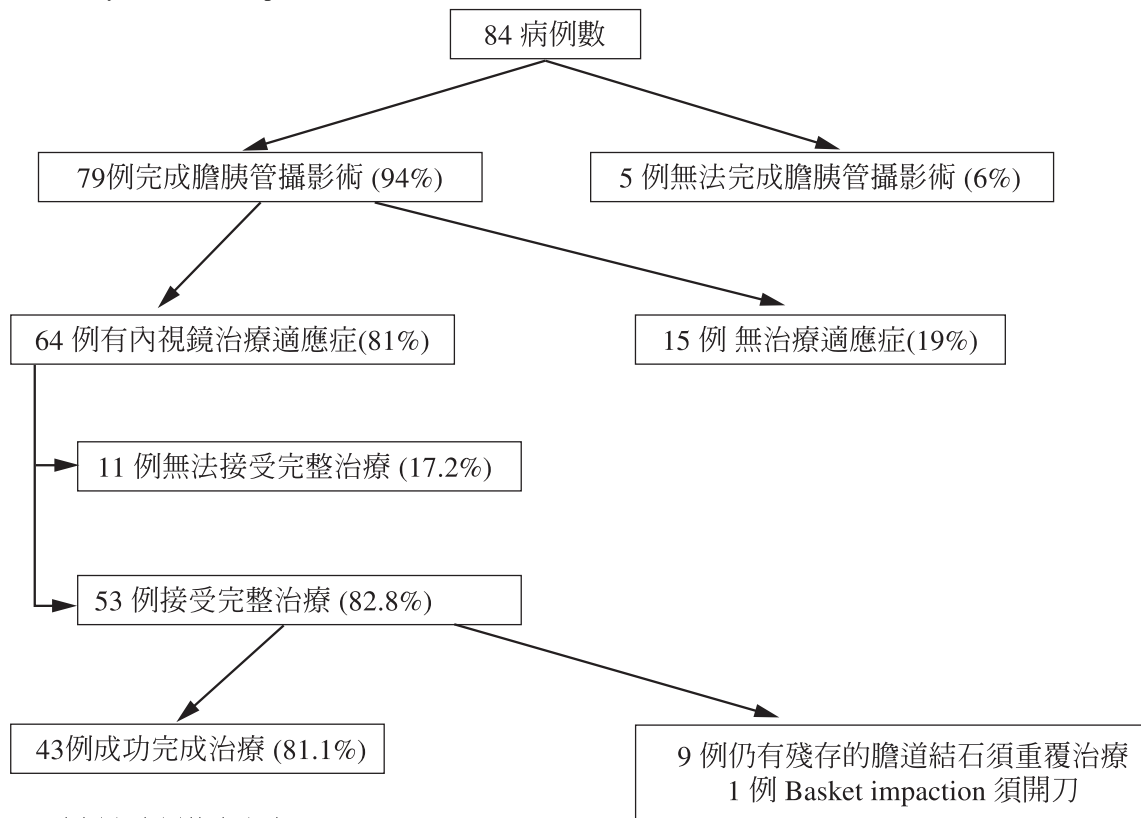 84 病例數
79例完成膽胰管攝影術 (94%)
5 例無法完成膽胰管攝影術 (6%)
64 例有內視鏡治療適應症(81%)
15 例 無治療適應症(19%)
11 例無法接受完整治療 (17.2%)
53 例接受完整治療 (82.8%)
43例成功完成治療 (81.1%)
9 例仍有殘存的膽道結石須重覆治療
1 例 Basket impaction 須開刀